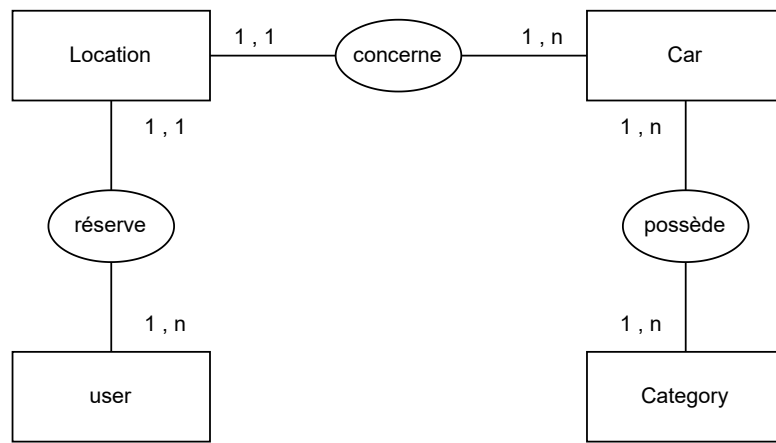 Location
1 , 1
concerne
1 , n
Car
1 , 1
1 , n
réserve
possède
1 , n
1 , n
user
Category